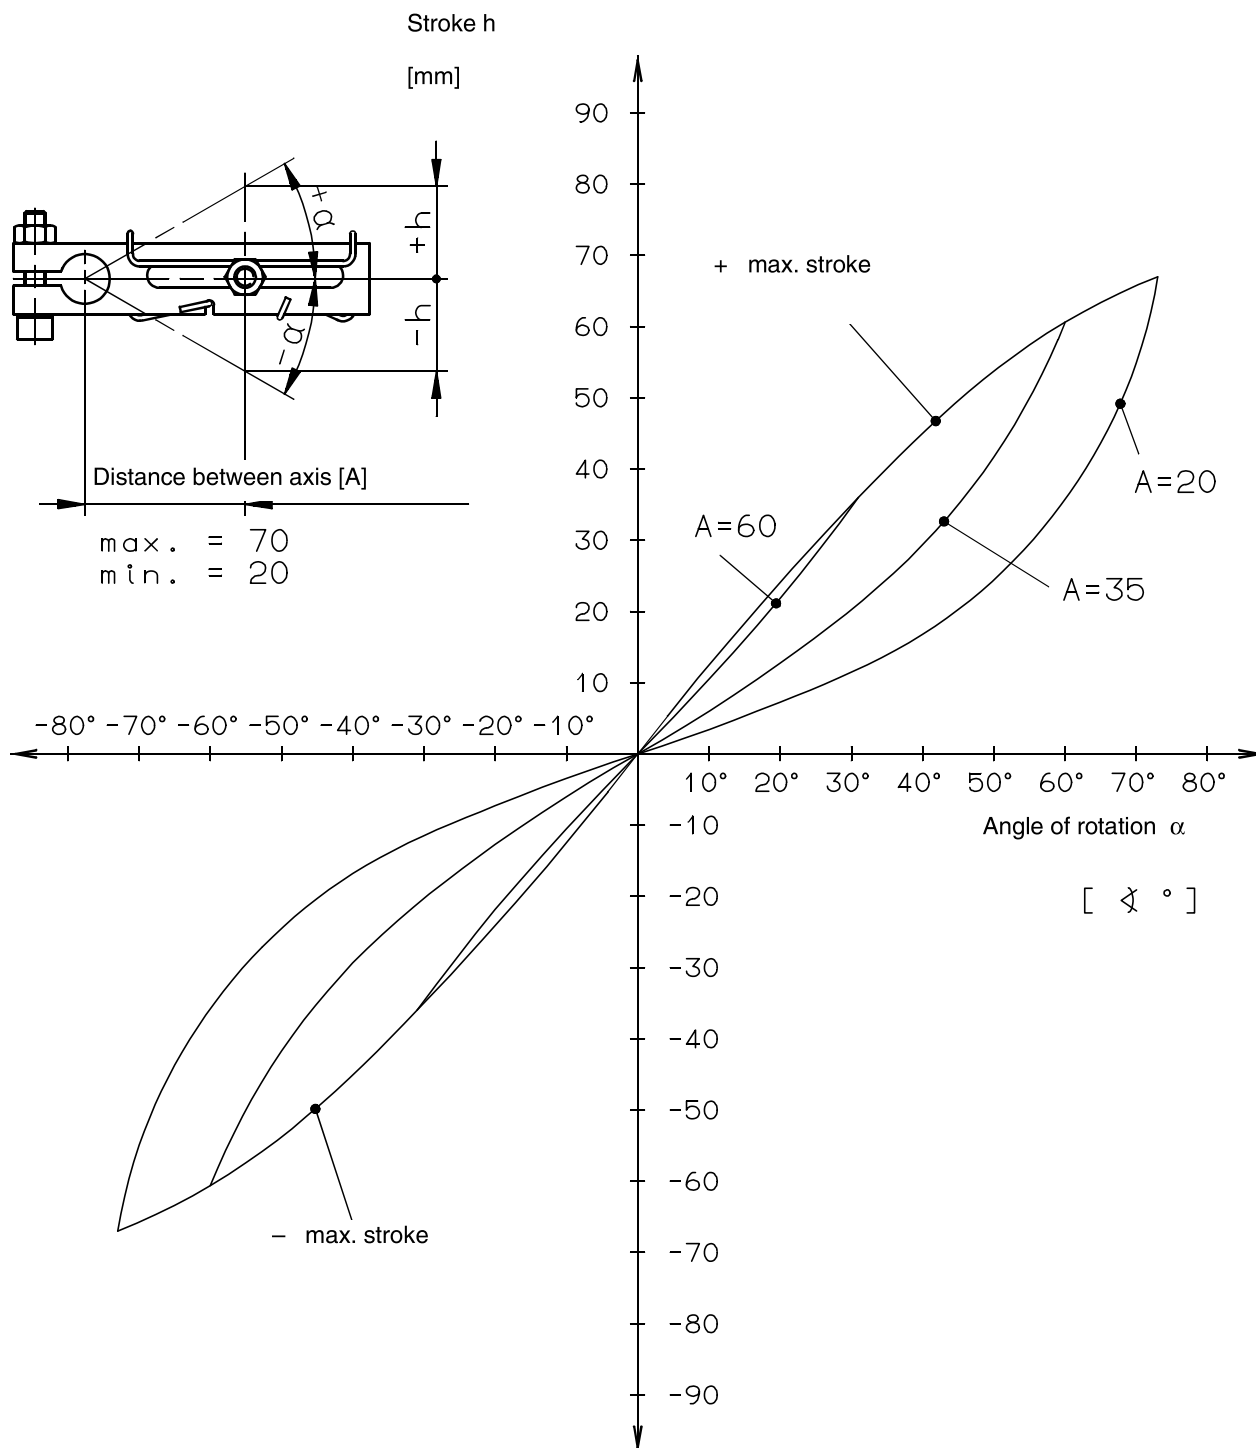 Stroke h
[mm]
90
80
70
60
50
40
30
20
10
+α
-α
+h
-h
Distance between axis [A]
max. = 70
min. = 20
+ max. stroke
A=60
A=20
A=35
-80° -70° -60° -50° -40° -30° -20° -10°
10° 20° 30° 40° 50° 60° 70° 80°
Angle of rotation α
[ ∢ ° ]
-10
-20
-30
-40
-50
-60
-70
-80
-90
– max. stroke